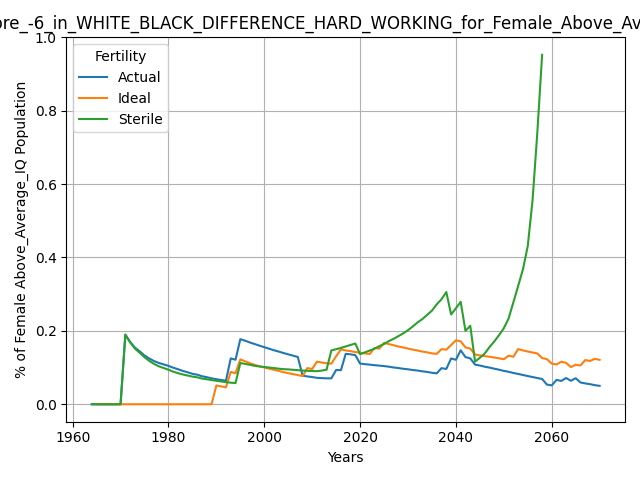 ore_-6_in_WHITE_BLACK_DIFFERENCE_HARD_WORKING_for_Female_Above_Av
% of Female Above_Average_IQ Population
1.0
0.8
0.6
0.4
0.2
0.0
Fertility
Actual
Ideal
Sterile
1960
1980
2000
2020
2040
2060
Years